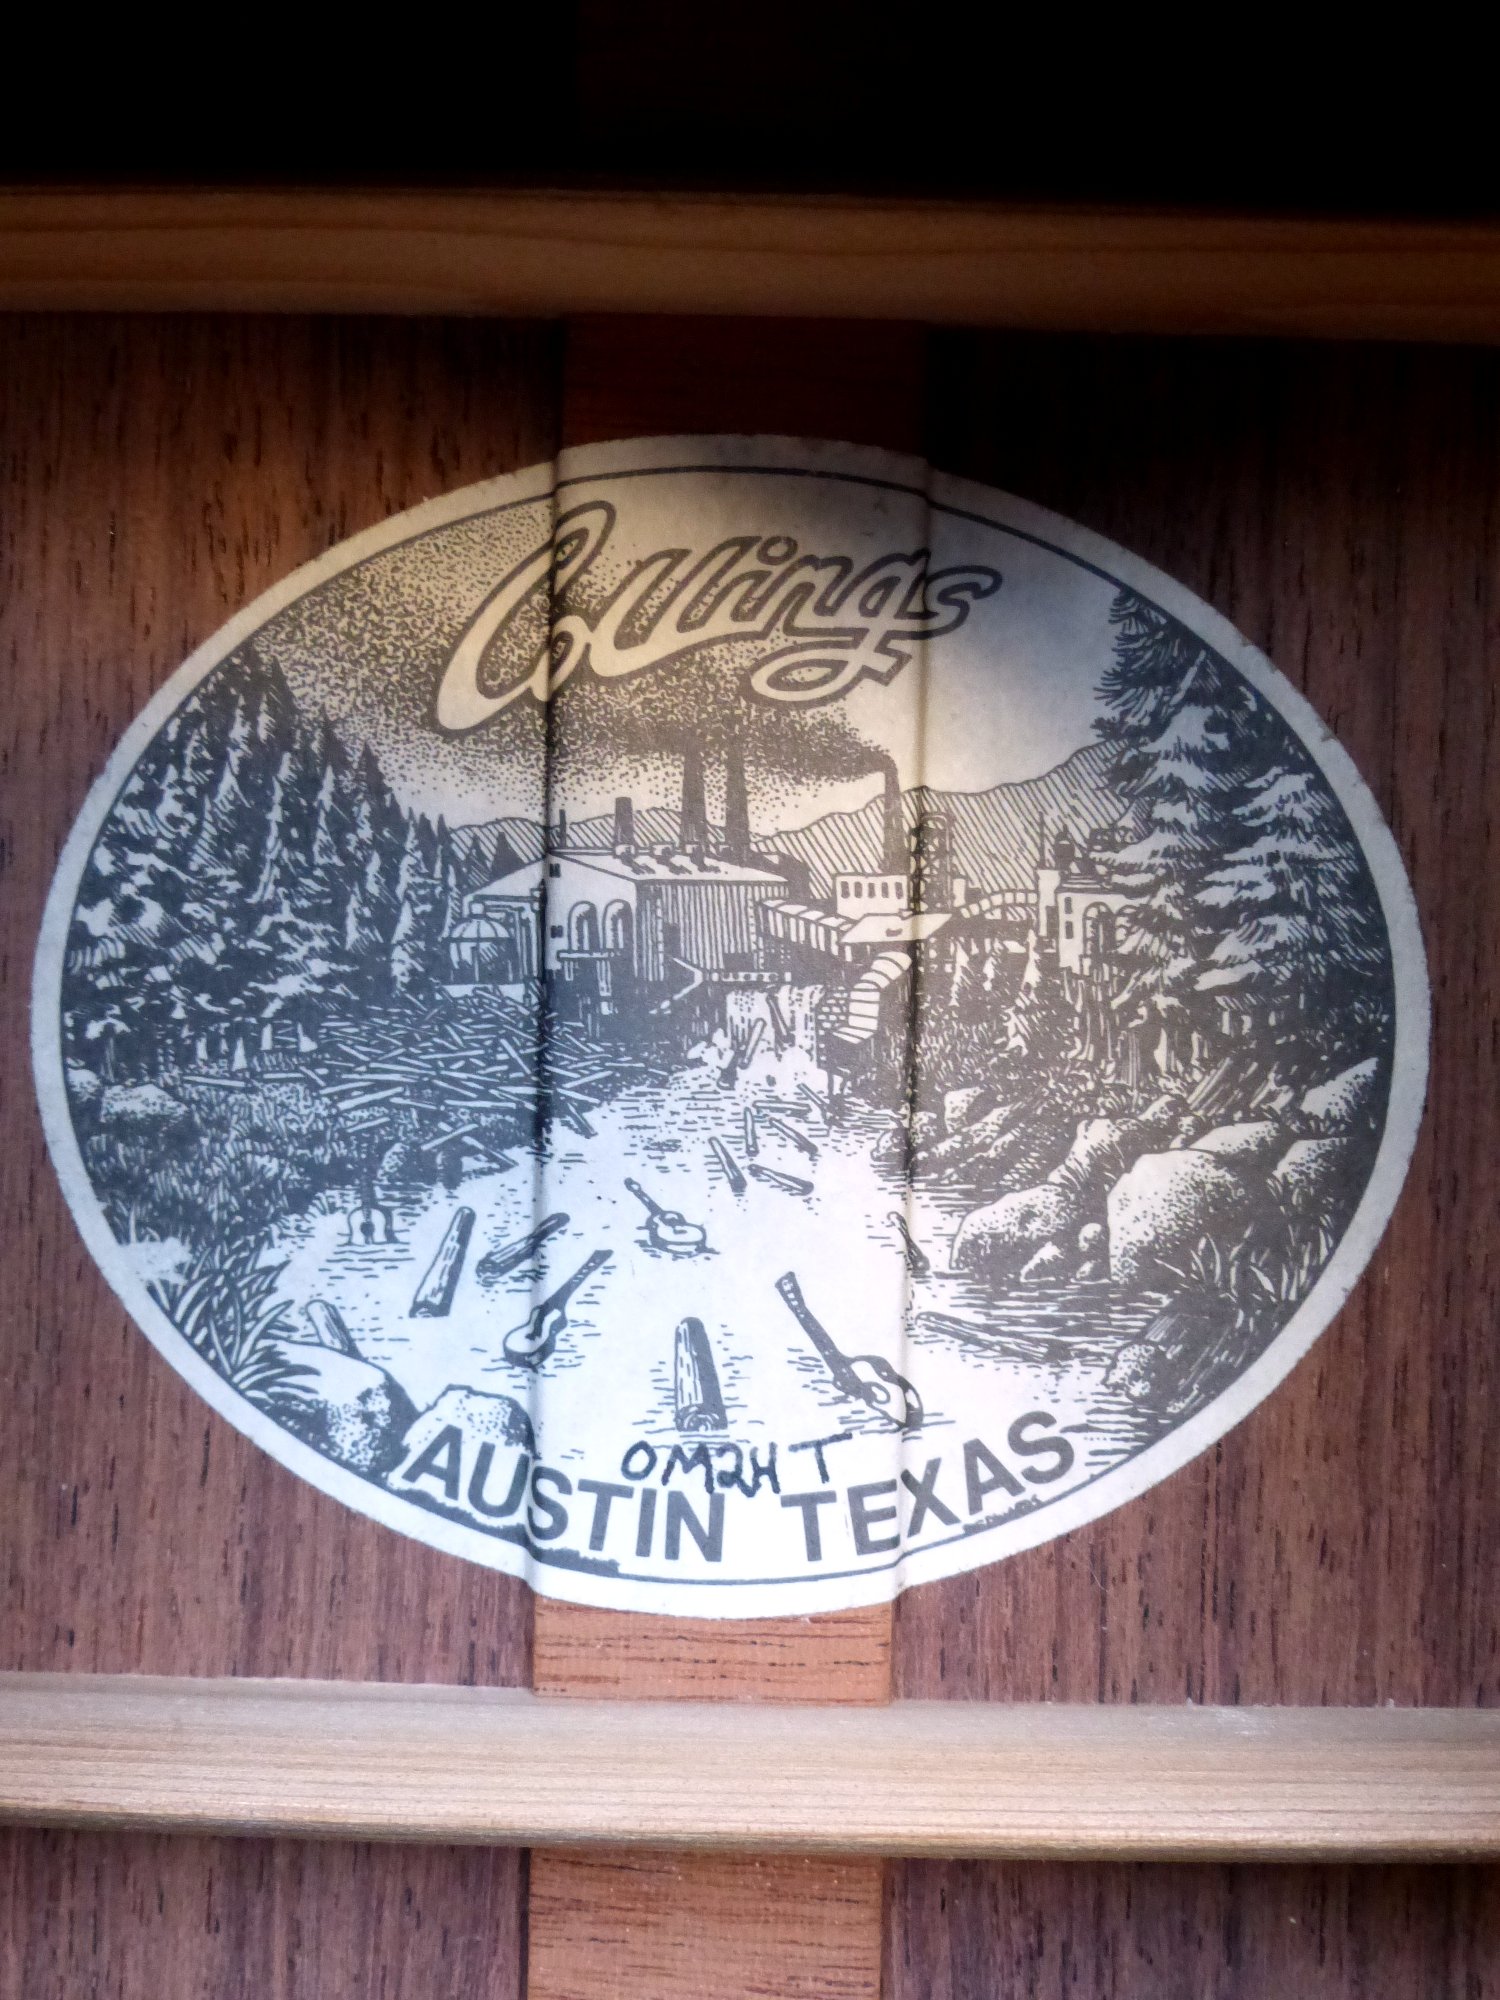 Collings
OM2H T
AUSTIN TEXAS